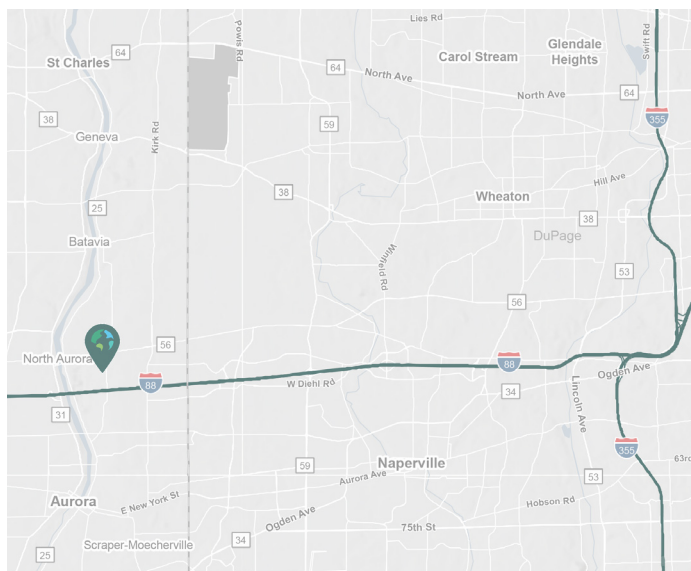 Lies Rd
Powis Rd
Swift Rd
Glendale
Heights
64
St Charles
Carol Stream
64
North Ave
64
North Ave
355
38
59
Kirk Rd
Geneva
Hill Ave
38
Wheaton
25
38
DuPage
Batavia
Winfield Rd
53
56
56
North Aurora
88
88
W Diehl Rd
34
Ogden Ave
31
Lincoln Ave
355
63rd
59
Naperville
Aurora Ave
53
Aurora
E New York St
Hobson Rd
Ogden Ave
75th St
34
Scraper-Moecherville
25